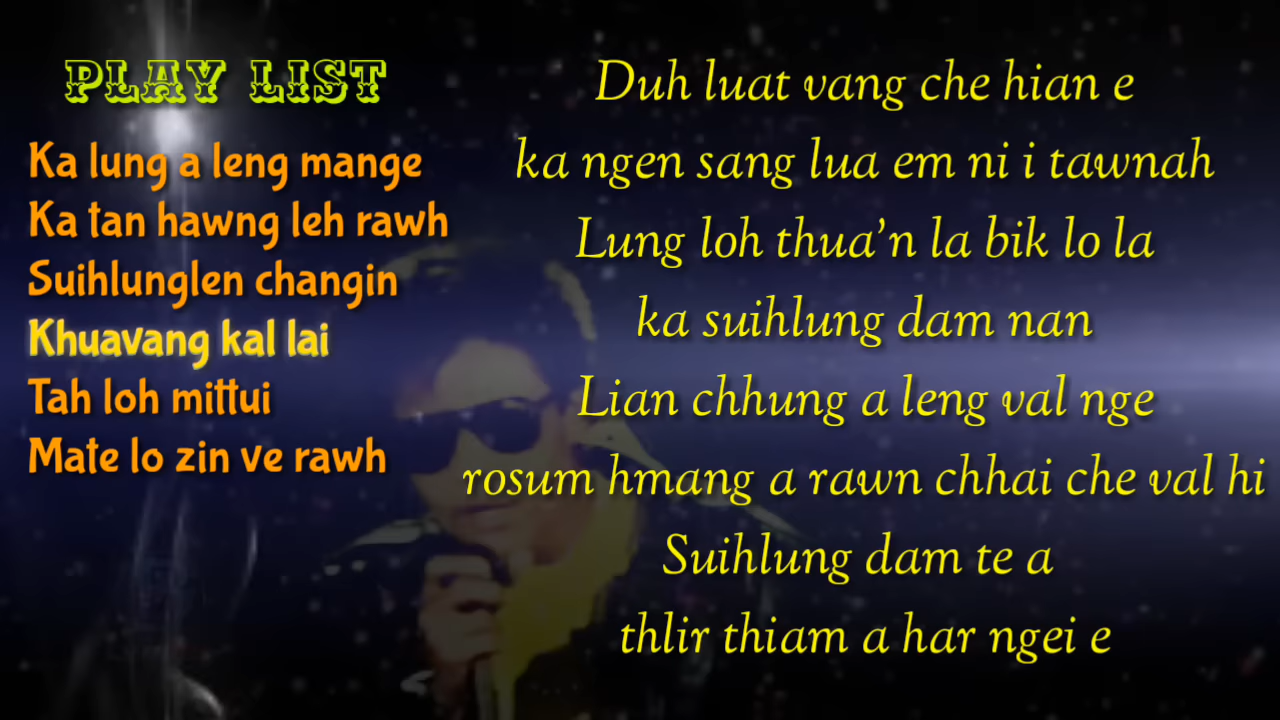 PLAY LIST
Ka lung a leng mange
Ka tan hawng leh rawh
Suihlunglen changin
Khuavang kal lai
Tah loh mittui
Mate lo zin ve rawh
Duh luat vang che hian e
ka ngen sang lua em ni i tawnah
Lung loh thua’n la bik lo la
ka suihlung dam nan
Lian chhung a leng val nge
rosum hmang a rawn chhai che val hi
Suihlung dam te a
thlir thiam a har ngei e